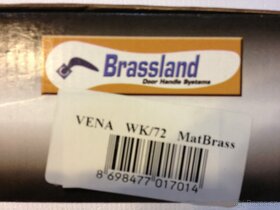 Brassland
Door Handle Systems
VENA WK/72 MatBrass
8 698477 017014